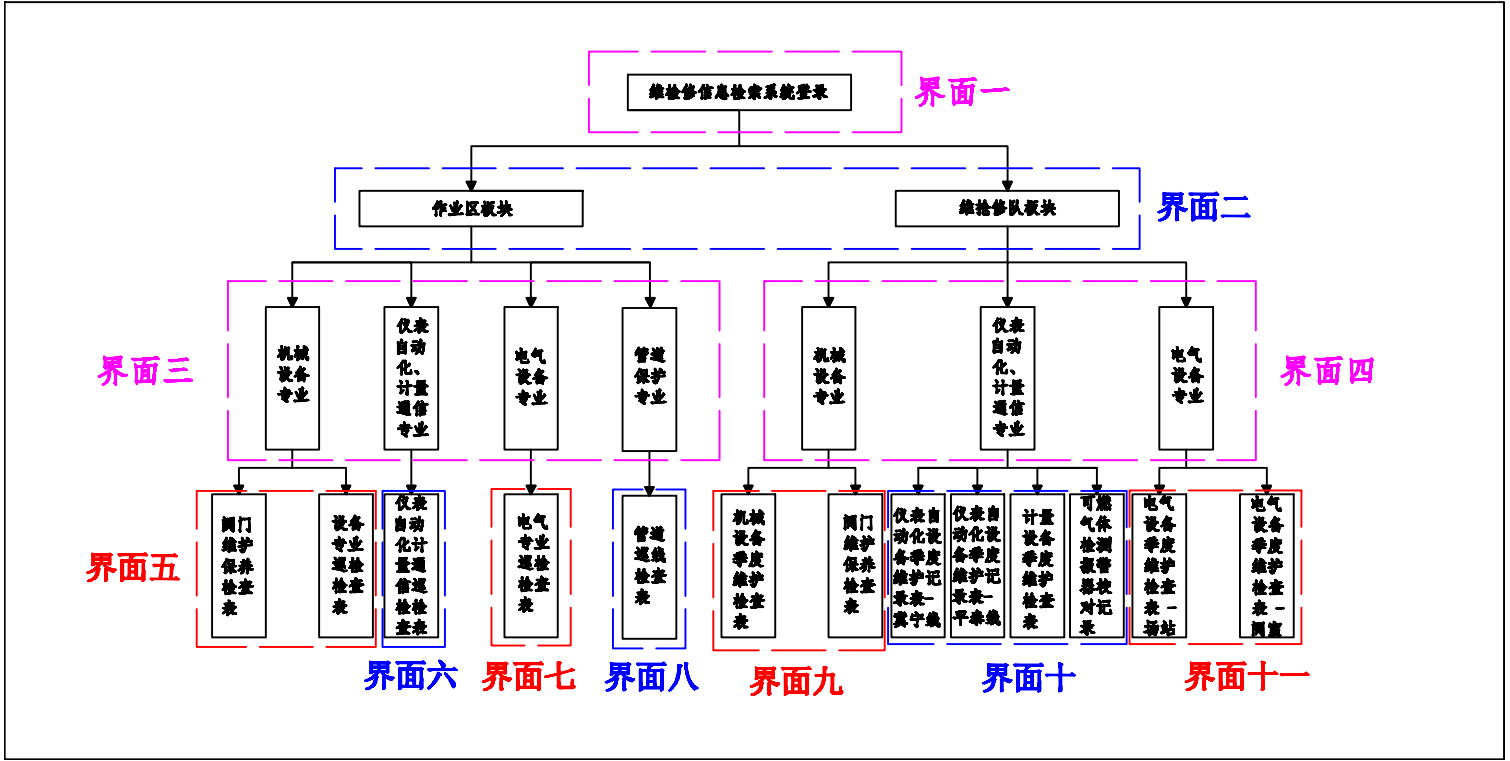 维检修信息检索系统登录
界面一
作业区板块
维抢修队板块
界面二
界面三
机械
设备
专业
仪表
自动
化、
计量
通信
专业
电气
设备
专业
管道
保护
专业
机械
设备
专业
仪表
自动
化、
计量
通信
专业
电气
设备
专业
界面四
界面五
阀门
维护
保养
检查
表
设备
专业
巡检
检查
表
仪表
自动
化计
量通
信巡
检检
查表
电气
专业
巡检
检查
表
管道
巡线
检查
表
机械
设备
季度
维护
检查
表
阀门
维护
保养
检查
表
仪表自
动化设
备季度
维护记
录表-
冀宁线
仪表自
动化设
备季度
维护记
录表-
平泰线
计量
设备
季度
维护
检查
表
可燃
气体
检测
报警
器校
对记
录
电气
设备
季度
维护
检查
表-
场站
电气
设备
季度
维护
检查
表-
阀室
界面六
界面七
界面八
界面九
界面十
界面十一